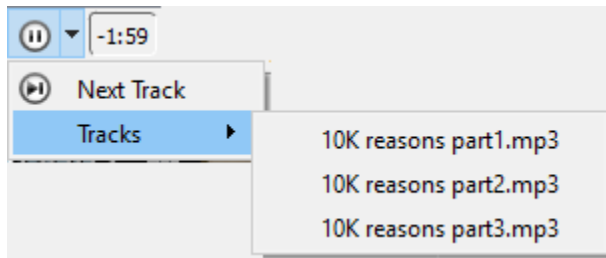 -1:59
Next Track
Tracks
10K reasons part1.mp3
10K reasons part2.mp3
10K reasons part3.mp3